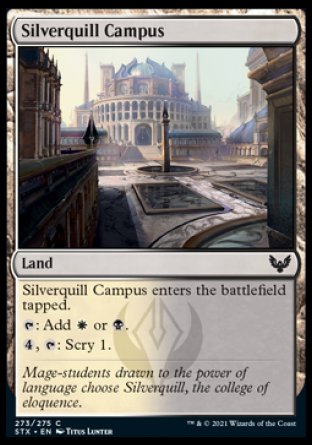 Silverquill Campus
Land
Silverquill Campus enters the battlefield
tapped.
: Add or .
4, : Scry 1.
Mage-students drawn to the power of
language choose Silverquill, the college of
eloquence.
273/275 C
STX • EN Titus Lunter
™ & © 2021 Wizards of the Coast